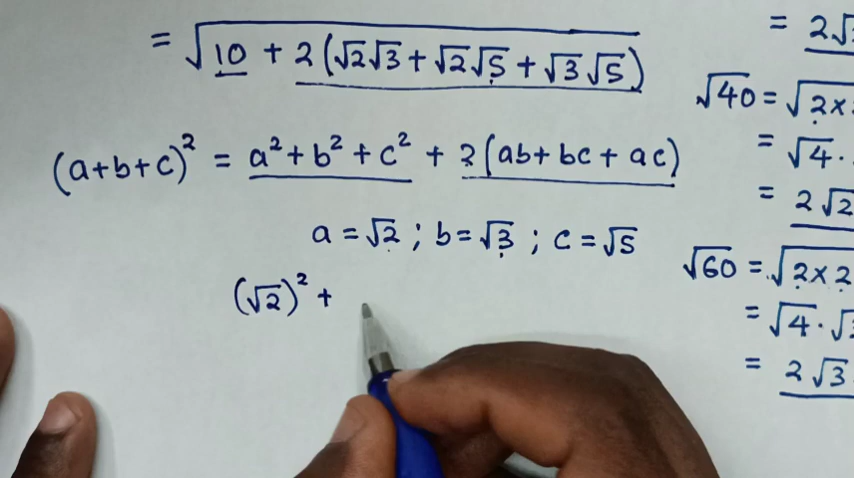 = √10 + 2(√2√3 + √2√5 + √3√5)
(a+b+c)² = a² + b² + c² + 2(ab + bc + ac)
a = √2 ; b = √3 ; c = √5
(√2)² +
= 2√
√40 = √2×
= √4 ·
= 2√2
√60 = √2×2
= √4 · √
= 2√3